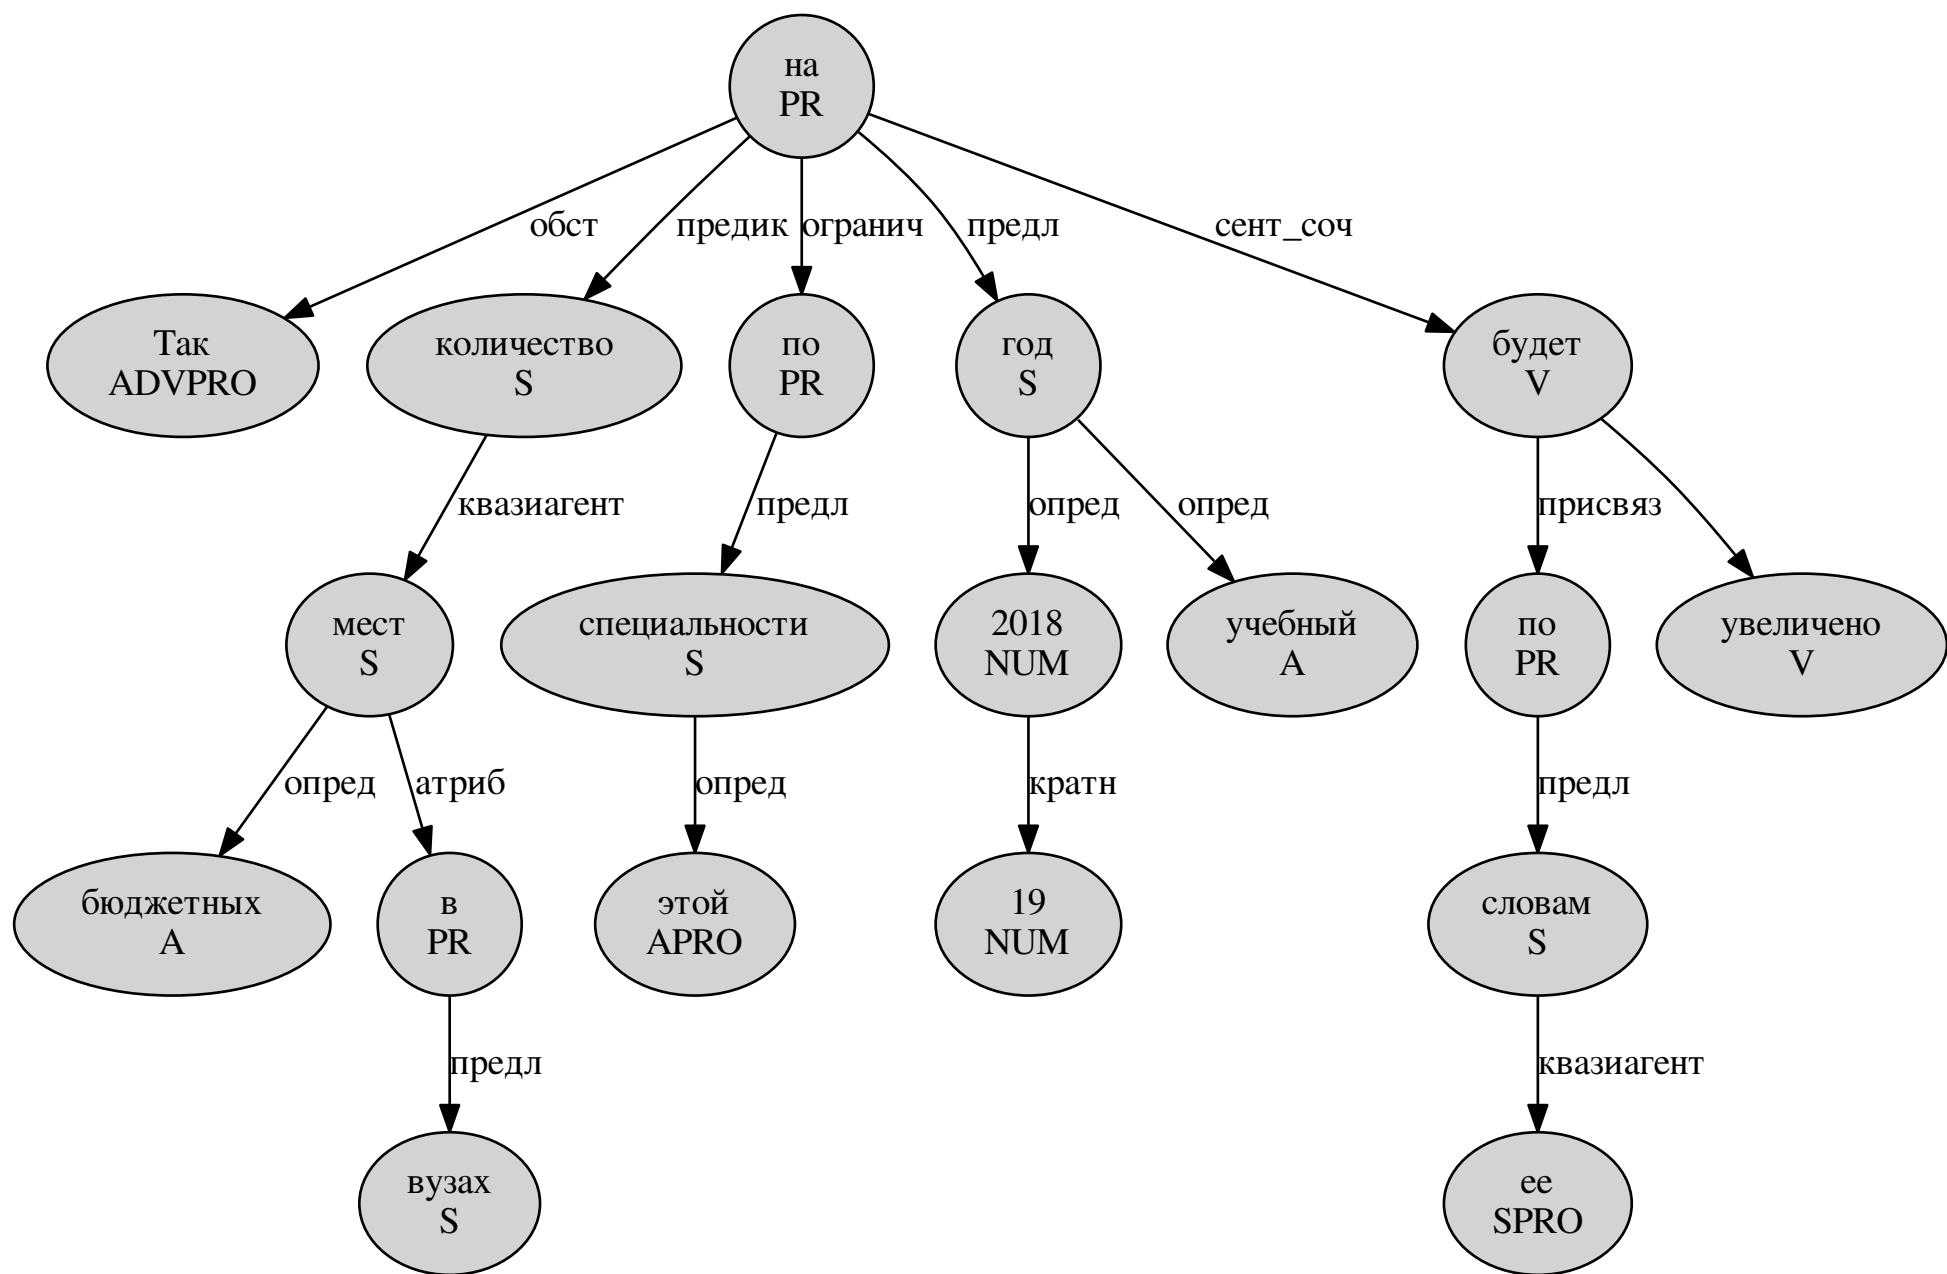 на
PR
обст
предик
огранич
предл
сент_соч
Так
ADVPRO
количество
S
по
PR
год
S
будет
V
квазиагент
предл
опред
опред
присвяз
мест
S
специальности
S
2018
NUM
учебный
A
по
PR
увеличено
V
опред
атриб
опред
кратн
предл
бюджетных
A
в
PR
этой
APRO
19
NUM
словам
S
предл
квазиагент
вузах
S
ее
SPRO